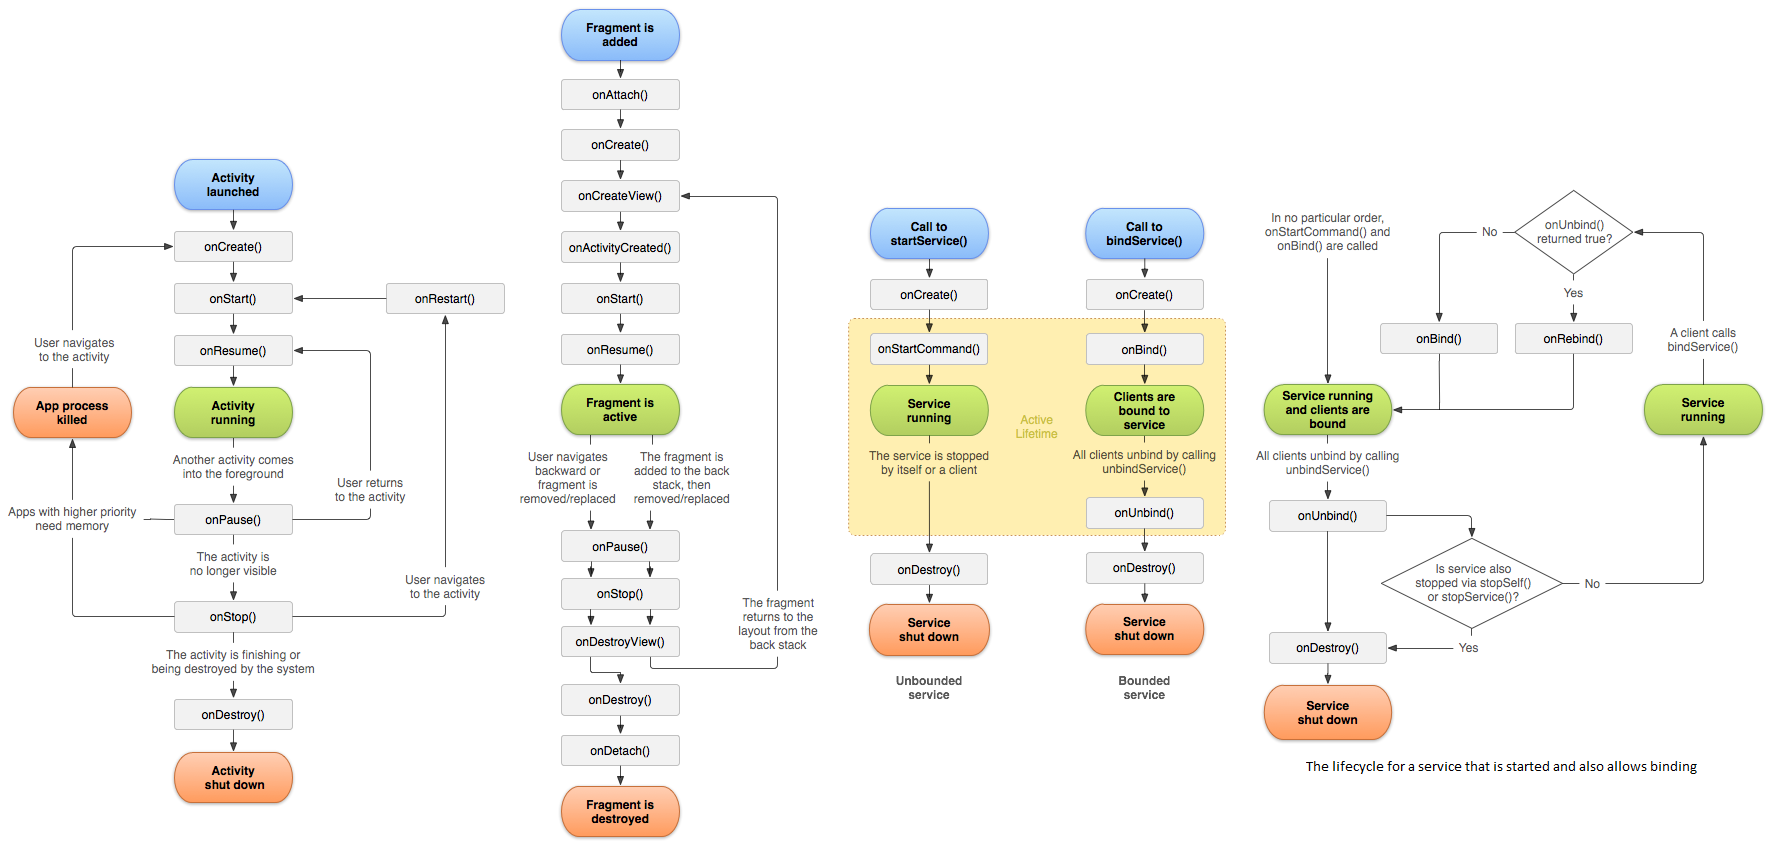 Activity
launched
onCreate()
onStart()
onRestart()
onResume()
User navigates
to the activity
App process
killed
Activity
running
Another activity comes
into the foreground
User returns
to the activity
Apps with higher priority
need memory
onPause()
The activity is
no longer visible
User navigates
to the activity
onStop()
The activity is finishing or
being destroyed by the system
onDestroy()
Activity
shut down
Fragment is
added
onAttach()
onCreate()
onCreateView()
onActivityCreated()
onStart()
onResume()
Fragment is
active
User navigates
backward or
fragment is
removed/replaced
The fragment is
added to the back
stack, then
removed/replaced
onPause()
onStop()
onDestroyView()
The fragment
returns to the
layout from the
back stack
onDestroy()
onDetach()
Fragment is
destroyed
Call to
startService()
onCreate()
onStartCommand()
Service
running
The service is stopped
by itself or a client
onDestroy()
Service
shut down
Unbounded
service
Active
Lifetime
Call to
bindService()
onCreate()
onBind()
Clients are
bound to
service
All clients unbind by calling
unbindService()
onUnbind()
onDestroy()
Service
shut down
Bounded
service
In no particular order,
onStartCommand() and
onBind() are called
onUnbind()
returned true?
No
Yes
onBind()
onRebind()
A client calls
bindService()
Service running
and clients are
bound
Service
running
All clients unbind by calling
unbindService()
onUnbind()
Is service also
stopped via stopSelf()
or stopService()?
No
Yes
onDestroy()
Service
shut down
The lifecycle for a service that is started and also allows binding